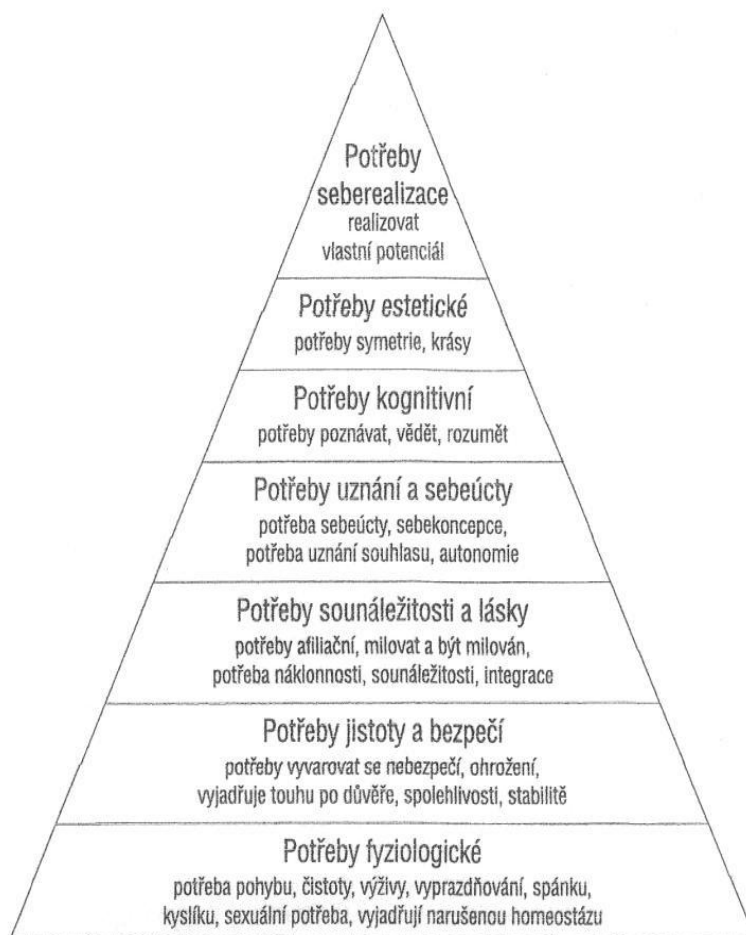 Potřeby
seberealizace
realizovat
vlastní potenciál
Potřeby estetické
potřeby symetrie, krásy
Potřeby kognitivní
potřeby poznávat, vědět, rozumět
Potřeby uznání a sebeúcty
potřeba sebeúcty, sebekoncepce,
potřeba uznání souhlasu, autonomie
Potřeby sounáležitosti a lásky
potřeby afiliační, milovat a být milován,
potřeba náklonnosti, sounáležitosti, integrace
Potřeby jistoty a bezpečí
potřeby vyvarovat se nebezpečí, ohrožení,
vyjadřuje touhu po důvěře, spolehlivosti, stabilitě
Potřeby fyziologické
potřeba pohybu, čistoty, výživy, vyprazdňování, spánku,
kyslíku, sexuální potřeba, vyjadřují narušenou homeostázu